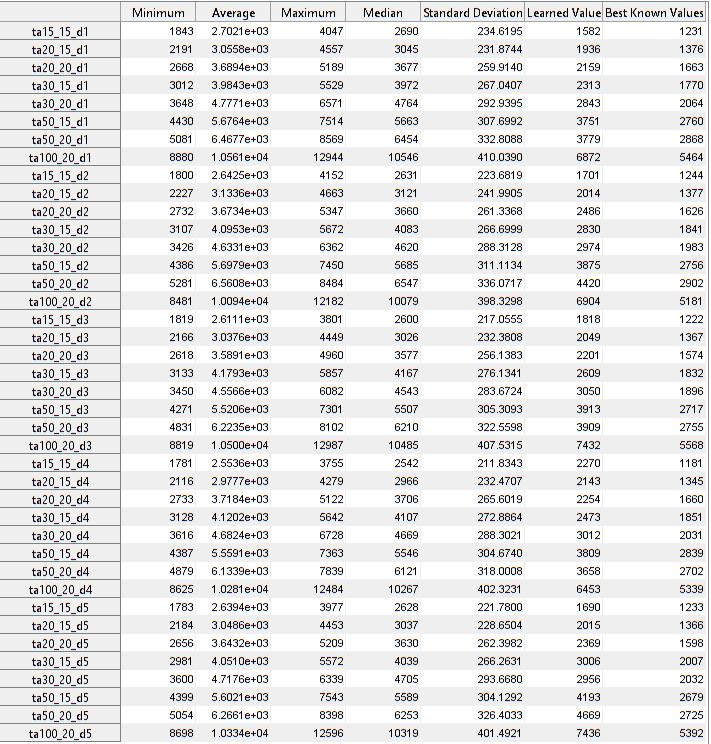 Minimum Average Maximum Median Standard Deviation Learned Value Best Known Values
ta15_15_d1 1843 2.7021e+03 4047 2690 234.6195 1582 1231
ta20_15_d1 2191 3.0558e+03 4557 3045 231.8744 1936 1376
ta20_20_d1 2668 3.6894e+03 5189 3677 259.9140 2159 1663
ta30_15_d1 3012 3.9843e+03 5529 3972 267.0407 2313 1770
ta30_20_d1 3648 4.7771e+03 6571 4764 292.9395 2843 2064
ta50_15_d1 4430 5.6764e+03 7514 5663 307.6992 3751 2760
ta50_20_d1 5081 6.4677e+03 8569 6454 332.8088 3779 2868
ta100_20_d1 8880 1.0561e+04 12944 10546 410.0390 6872 5464
ta15_15_d2 1800 2.6425e+03 4152 2631 223.6819 1701 1244
ta20_15_d2 2227 3.1336e+03 4663 3121 241.9905 2014 1377
ta20_20_d2 2732 3.6734e+03 5347 3660 261.3368 2486 1626
ta30_15_d2 3107 4.0953e+03 5672 4083 266.6999 2830 1841
ta30_20_d2 3426 4.6331e+03 6362 4620 288.3128 2974 1983
ta50_15_d2 4386 5.6979e+03 7450 5685 311.1134 3875 2756
ta50_20_d2 5281 6.5608e+03 8484 6547 336.0717 4420 2902
ta100_20_d2 8481 1.0094e+04 12182 10079 398.3298 6904 5181
ta15_15_d3 1819 2.6111e+03 3801 2600 217.0555 1818 1222
ta20_15_d3 2166 3.0376e+03 4449 3026 232.3808 2049 1367
ta20_20_d3 2618 3.5891e+03 4960 3577 256.1383 2201 1574
ta30_15_d3 3133 4.1793e+03 5857 4167 276.1341 2609 1832
ta30_20_d3 3450 4.5566e+03 6082 4543 283.6724 3050 1896
ta50_15_d3 4271 5.5206e+03 7301 5507 305.3093 3913 2717
ta50_20_d3 4831 6.2235e+03 8102 6210 322.5598 3909 2755
ta100_20_d3 8819 1.0500e+04 12987 10485 407.5315 7432 5568
ta15_15_d4 1781 2.5536e+03 3755 2542 211.8343 2270 1181
ta20_15_d4 2116 2.9777e+03 4279 2966 232.4707 2143 1345
ta20_20_d4 2733 3.7184e+03 5122 3706 265.6019 2254 1660
ta30_15_d4 3128 4.1202e+03 5642 4107 272.8864 2473 1851
ta30_20_d4 3616 4.6824e+03 6728 4669 288.3021 3012 2031
ta50_15_d4 4387 5.5591e+03 7363 5546 304.6740 3809 2839
ta50_20_d4 4879 6.1339e+03 7839 6121 318.0008 3658 2702
ta100_20_d4 8625 1.0281e+04 12484 10267 402.3231 6453 5339
ta15_15_d5 1783 2.6394e+03 3977 2628 221.7800 1690 1233
ta20_15_d5 2184 3.0486e+03 4453 3037 228.6504 2015 1366
ta20_20_d5 2656 3.6432e+03 5209 3630 262.3982 2369 1598
ta30_15_d5 2981 4.0510e+03 5572 4039 266.2631 3006 2007
ta30_20_d5 3600 4.7176e+03 6339 4705 293.6680 2956 2032
ta50_15_d5 4399 5.6021e+03 7543 5589 304.1292 4193 2679
ta50_20_d5 5054 6.2661e+03 8398 6253 326.4033 4669 2725
ta100_20_d5 8698 1.0334e+04 12596 10319 401.4921 7436 5392